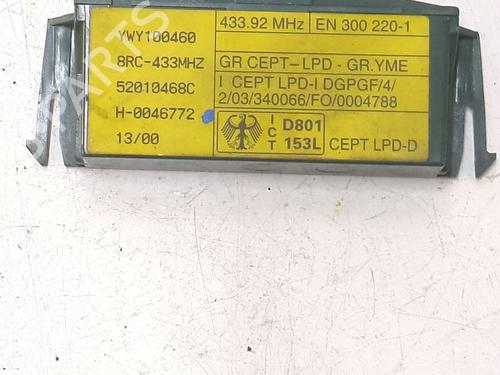 YWY100460
8RC-433MHZ
52010468C
H-0046772
13/00
433.92 MHz
EN 300 220-1
GR CEPT-LPD - GR.YME
I CEPT LPD-I DGPGF/4/
2/03/340066/FO/0004788
I
C
T
D801
153L
CEPT LPD-D